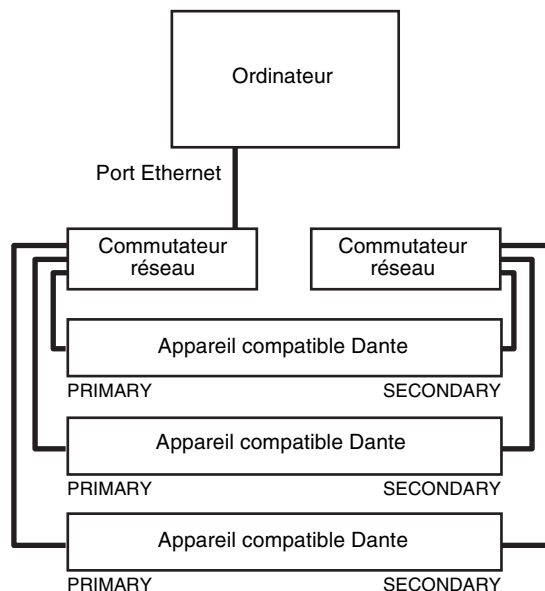 Ordinateur
Port Ethernet
Commutateur
réseau
Commutateur
réseau
Appareil compatible Dante
PRIMARY
SECONDARY
Appareil compatible Dante
PRIMARY
SECONDARY
Appareil compatible Dante
PRIMARY
SECONDARY